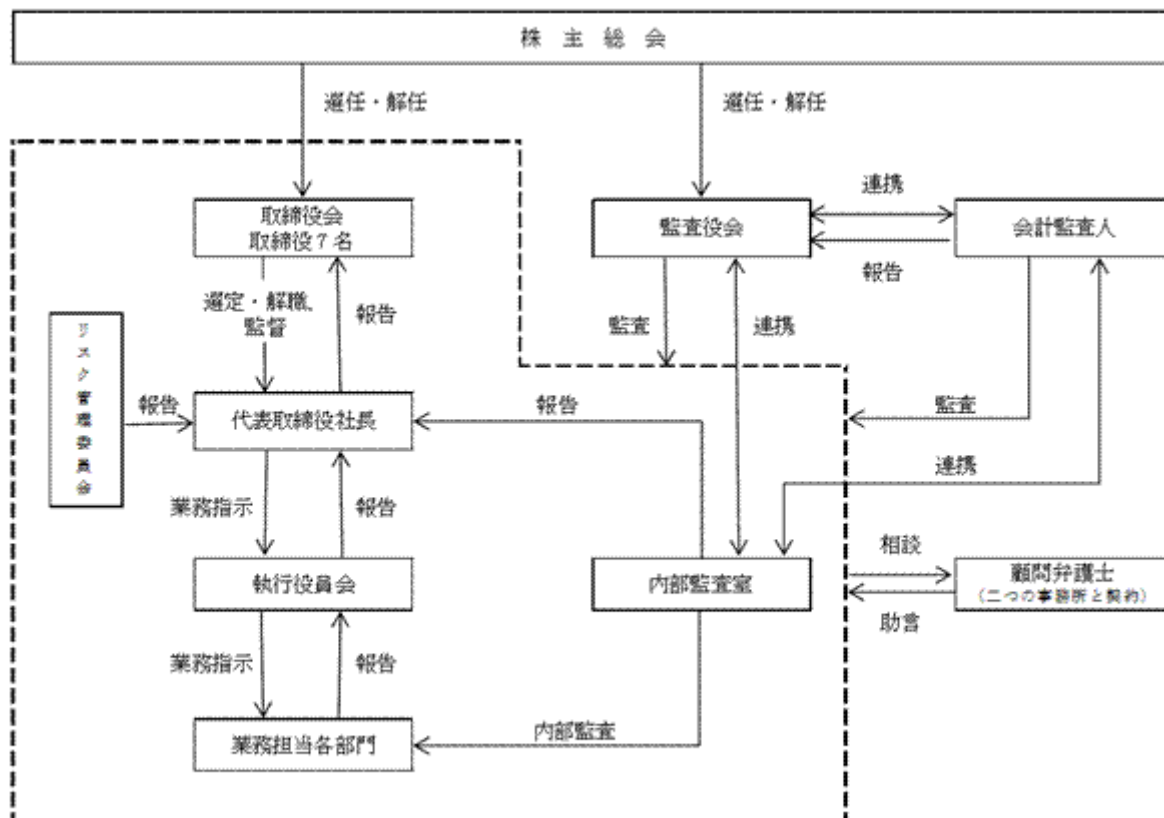 株主総会
選任・解任
選任・解任
取締役会
取締役7名
監査役会
連携
報告
会計監査人
選定・解職、
監督
報告
監査
連携
リスク管理委員会
報告
代表取締役社長
報告
監査
連携
業務指示
報告
執行役員会
内部監査室
相談
助言
顧問弁護士
(二つの事務所と契約)
業務指示
報告
業務担当各部門
内部監査